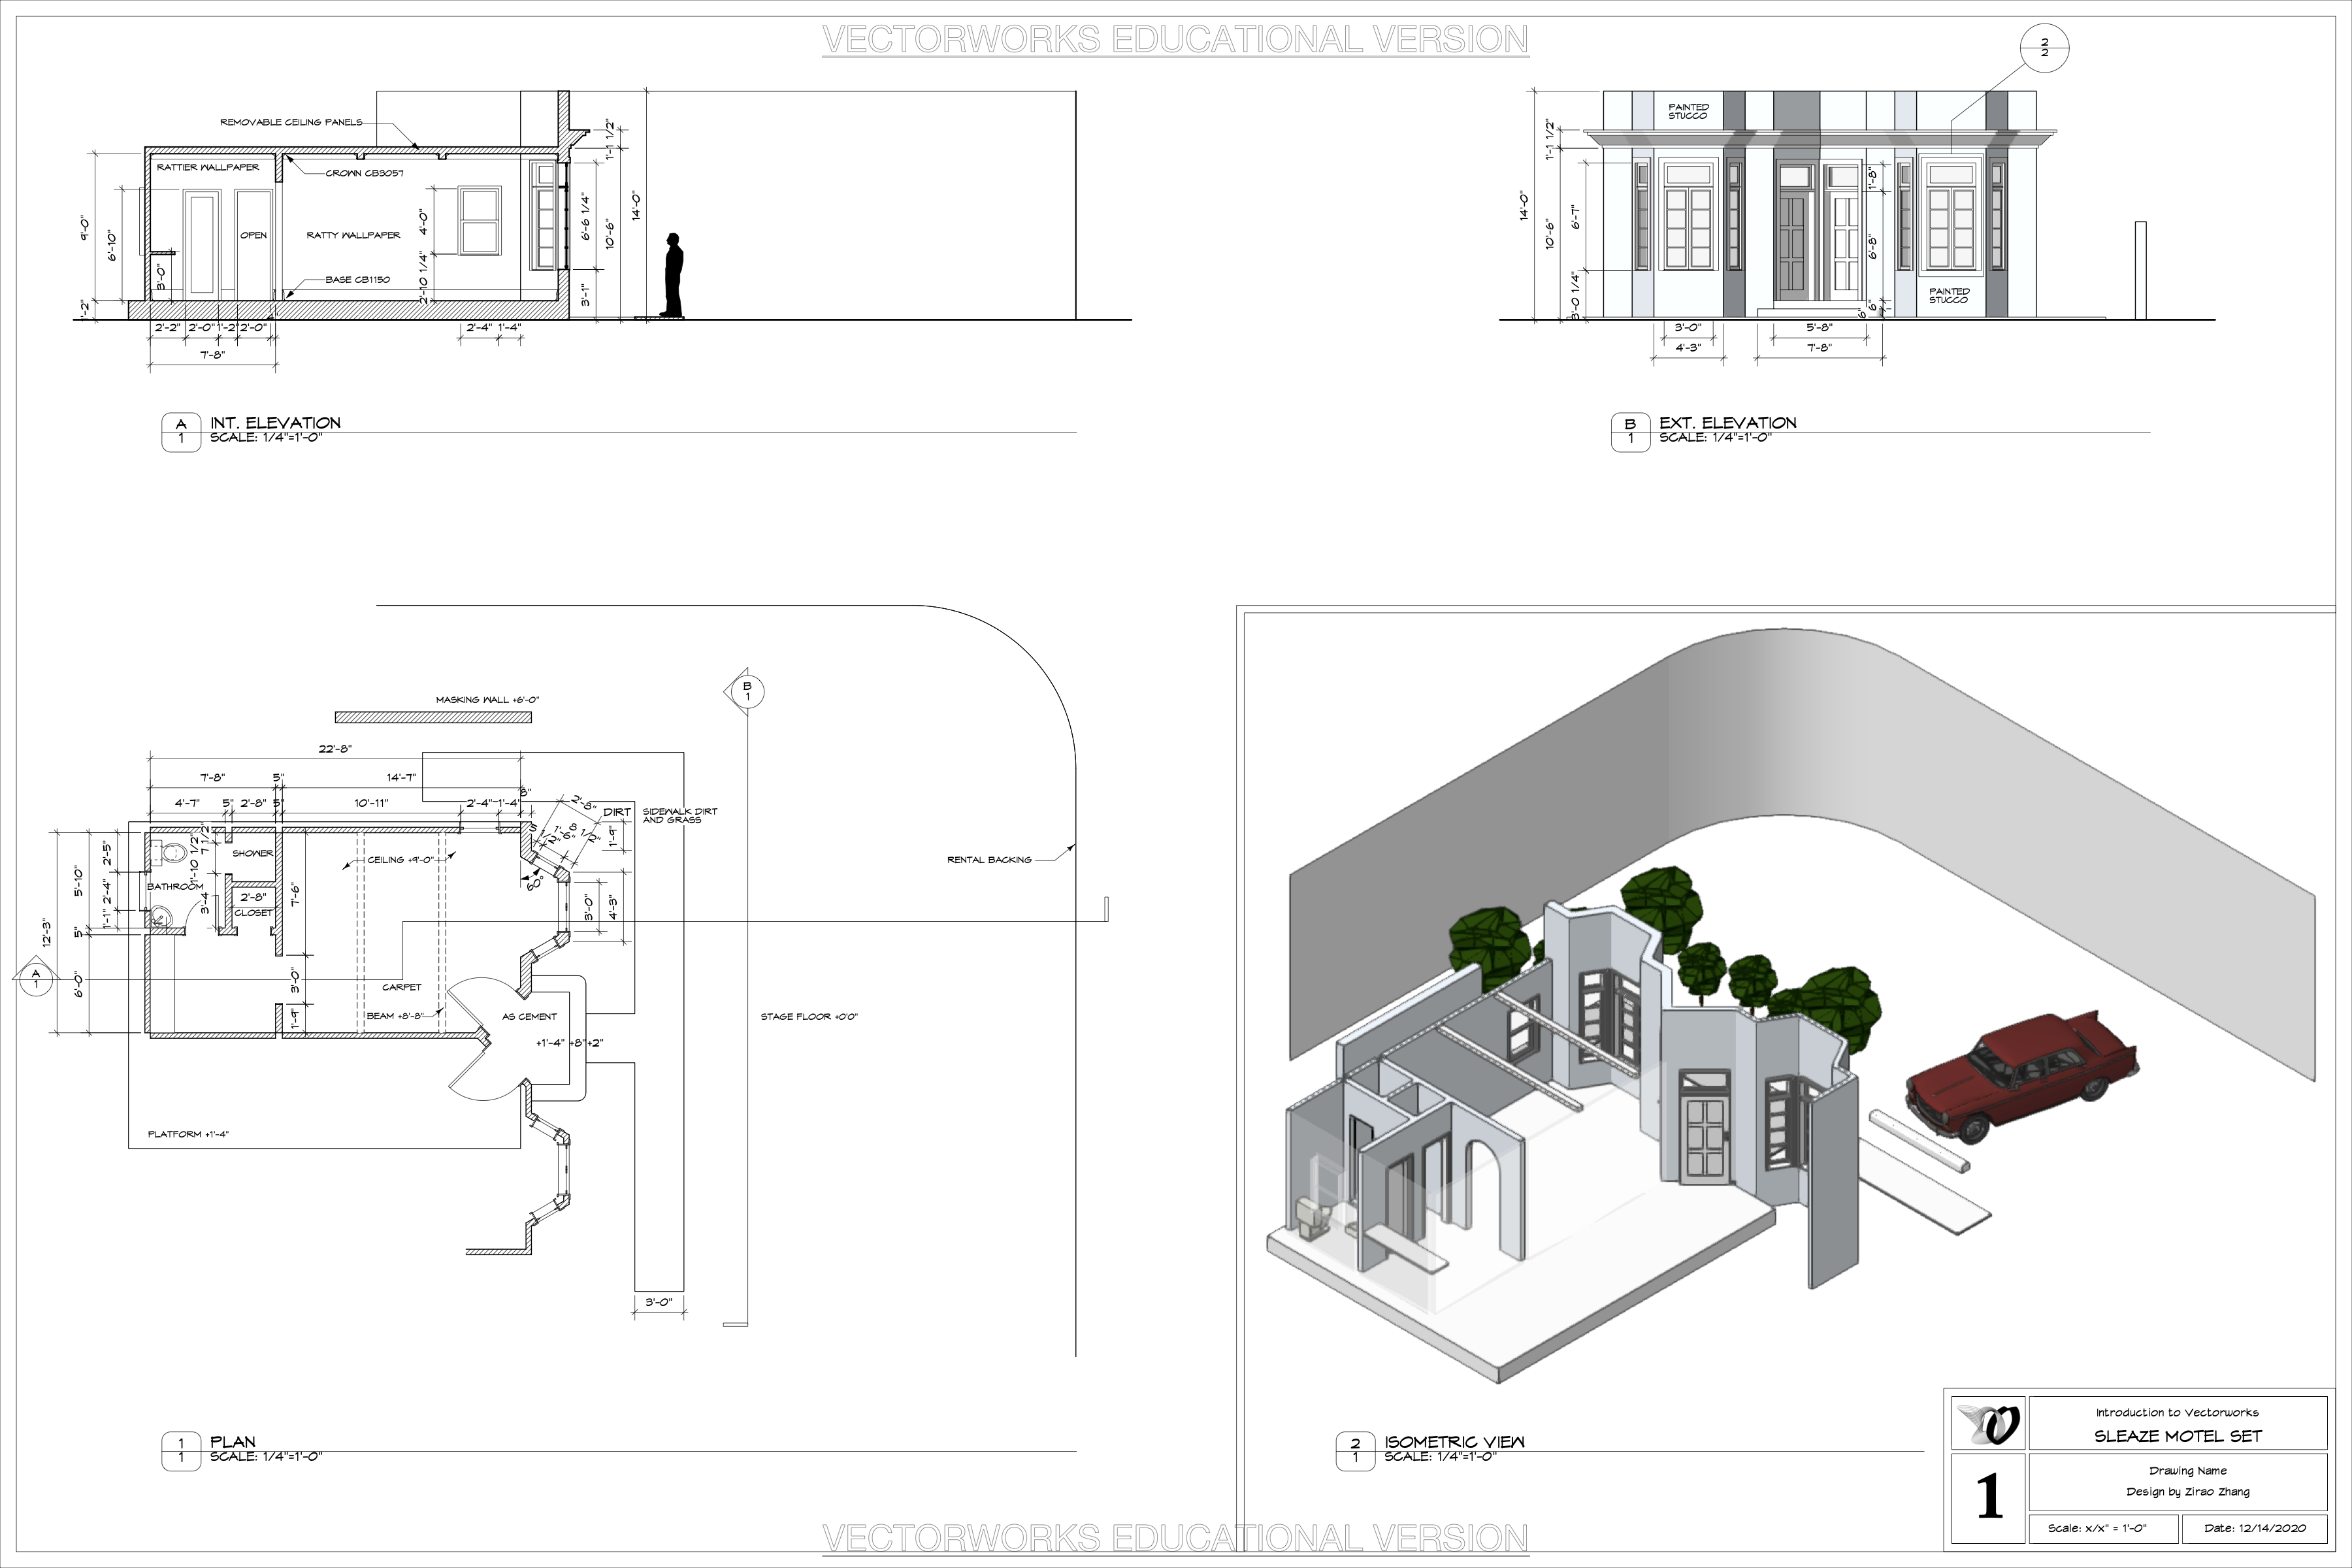 VECTORWORKS EDUCATIONAL VERSION
REMOVABLE CEILING PANELS
RATTIER WALLPAPER
CROWN CB3057
OPEN
RATTY WALLPAPER
BASE CB1150
9'-0"
6'-10"
3'-0"
1'-2"
4'-0"
2'-10 1/4"
1'-1 1/2"
6'-6 1/4"
10'-6"
14'-0"
3'-1"
2'-2"
2'-0"
1'-2"
2'-0"
2'-4"
1'-4"
7'-8"
A
1
INT. ELEVATION
SCALE: 1/4"=1'-0"
2
2
PAINTED
STUCCO
14'-0"
1'-1 1/2"
10'-6"
6'-7"
3'-0 1/4"
1'-8"
6'-8"
6"
6"
PAINTED
STUCCO
3'-0"
5'-8"
4'-3"
7'-8"
B
1
EXT. ELEVATION
SCALE: 1/4"=1'-0"
B
1
MASKING WALL +6'-0"
22'-8"
7'-8"
5"
14'-7"
4'-7"
5"
2'-8"
5"
10'-11"
2'-4"
1'-4"
8"
2'-8"
DIRT
SIDEWALK DIRT
AND GRASS
5 1/2"
1'-6"
8 1/2"
1'-9"
60°
3'-0"
4'-3"
12'-3"
5'-10"
5"
6'-0"
2'-5"
2'-4"
1'-1"
1'-10 1/2"
7 1/2"
3'-4"
SHOWER
BATHROOM
2'-8"
CLOSET
7'-6"
3'-0"
1'-9"
CEILING +9'-0"
RENTAL BACKING
A
1
CARPET
BEAM +8'-8"
AS CEMENT
+1'-4" +8" +2"
STAGE FLOOR +0'0"
PLATFORM +1'-4"
3'-0"
1
1
PLAN
SCALE: 1/4"=1'-0"
2
1
ISOMETRIC VIEW
SCALE: 1/4"=1'-0"
Introduction to Vectorworks
SLEAZE MOTEL SET
1
Drawing Name
Design by Zirao Zhang
Scale: x/x" = 1'-0"
Date: 12/14/2020
VECTORWORKS EDUCATIONAL VERSION